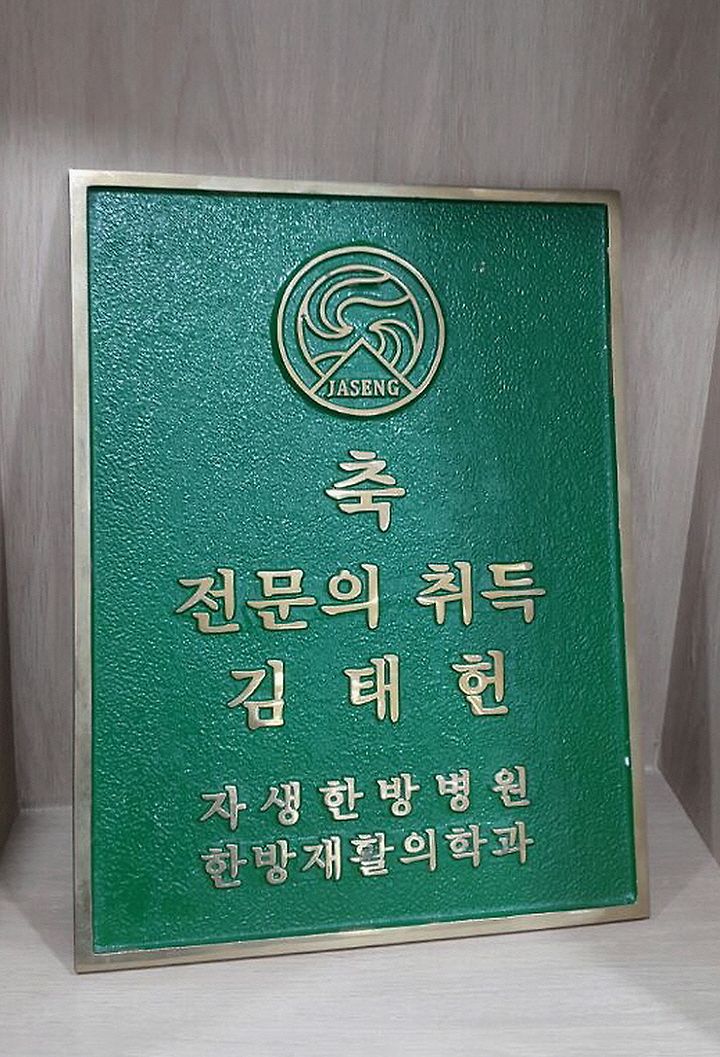 JASENG
축
전문의 취득
김 태 헌
자 생 한 방 병 원
한방재활의학과